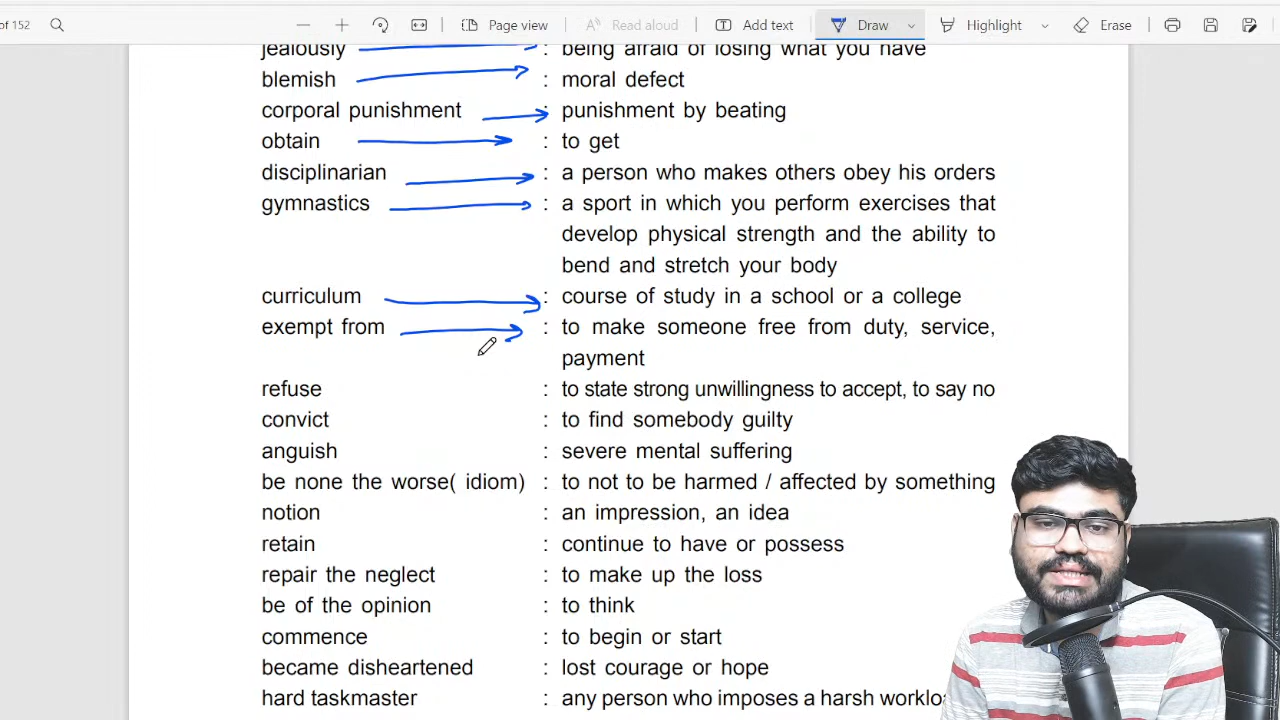 of 152
Page view
Read aloud
Add text
Draw
Highlight
Erase
jealously : being afraid of losing what you have
blemish : moral defect
corporal punishment : punishment by beating
obtain : to get
disciplinarian : a person who makes others obey his orders
gymnastics : a sport in which you perform exercises that
develop physical strength and the ability to
bend and stretch your body
curriculum : course of study in a school or a college
exempt from : to make someone free from duty, service,
payment
refuse : to state strong unwillingness to accept, to say no
convict : to find somebody guilty
anguish : severe mental suffering
be none the worse( idiom) : to not to be harmed / affected by something
notion : an impression, an idea
retain : continue to have or possess
repair the neglect : to make up the loss
be of the opinion : to think
commence : to begin or start
became disheartened : lost courage or hope
hard taskmaster : any person who imposes a harsh